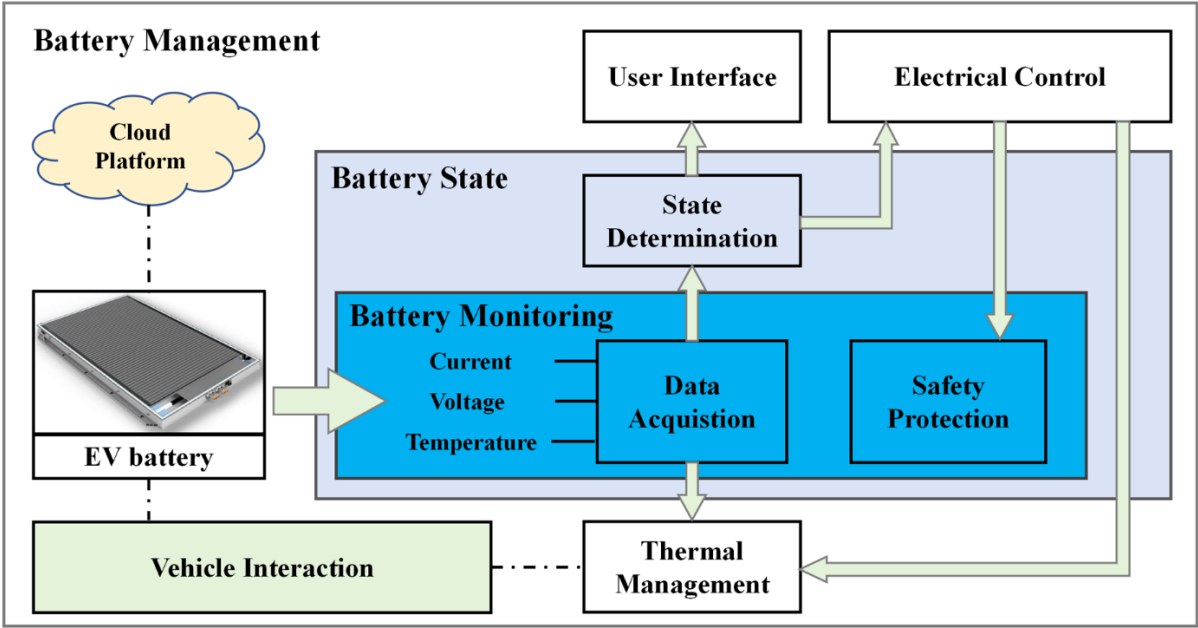 Battery Management
User Interface
Electrical Control
Cloud
Platform
Battery State
State
Determination
Battery Monitoring
Current
Voltage
Temperature
Data
Acquistion
Safety
Protection
EV battery
Vehicle Interaction
Thermal
Management